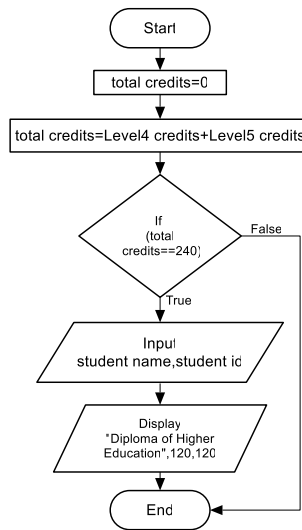 Start
total credits=0
total credits=Level4 credits+Level5 credits
If
(total
credits==240)
False
True
Input
student name,student id
Display
"Diploma of Higher
Education",120,120
End